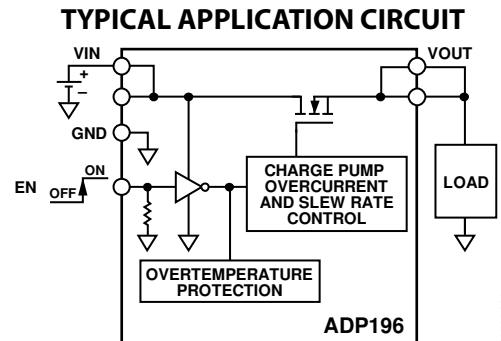 TYPICAL APPLICATION CIRCUIT
VIN
VOUT
+
–
GND
EN
OFF
ON
CHARGE PUMP
OVERCURRENT
AND SLEW RATE
CONTROL
LOAD
OVERTEMPERATURE
PROTECTION
ADP196